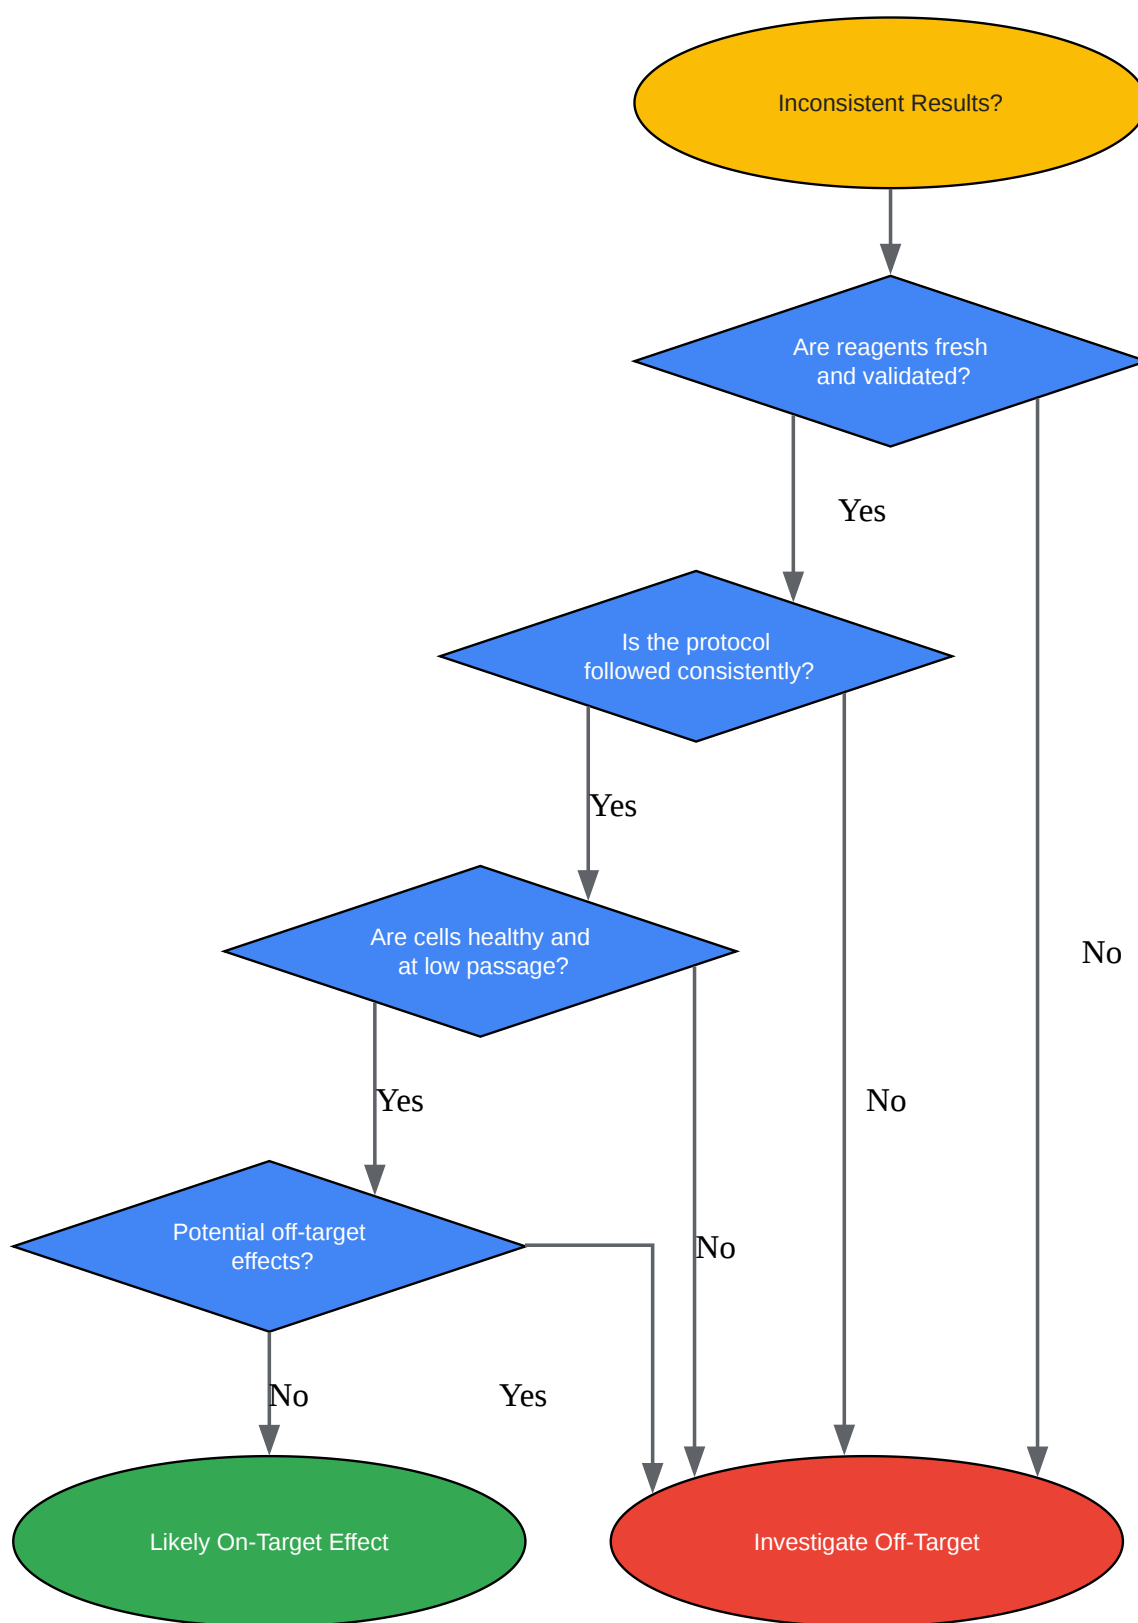 Inconsistent Results?
Are reagents fresh
and validated?
Yes
Is the protocol
followed consistently?
Yes
Are cells healthy and
at low passage?
No
Yes
No
Potential off-target
effects?
No
No
Yes
Likely On-Target Effect
Investigate Off-Target